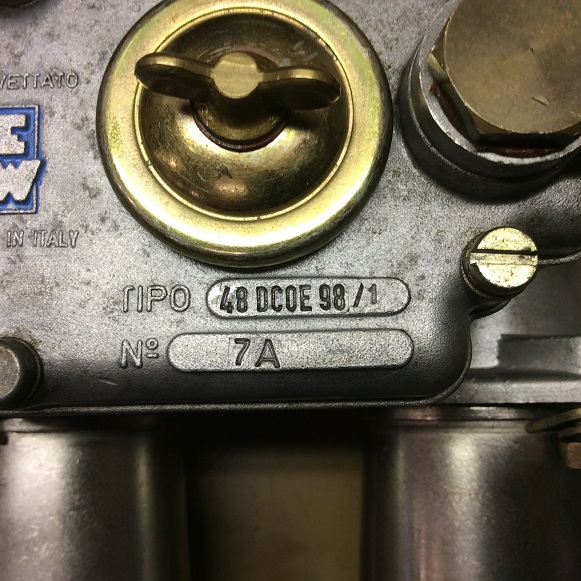 VETTATO
E
W
IN ITALY
TIPO 48 DCOE 98/1
Nº 7A